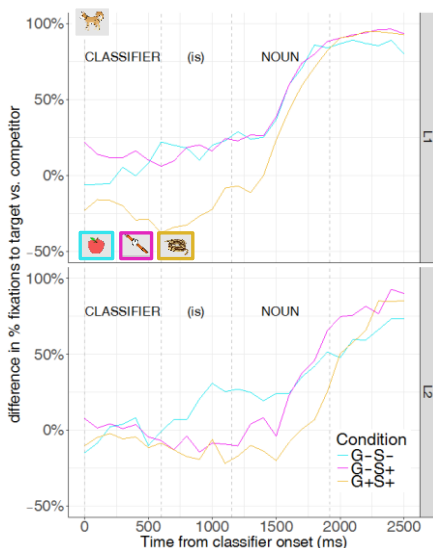 100%
CLASSIFIER (is) NOUN
50%
0%
−50%
L1
100%
CLASSIFIER (is) NOUN
50%
0%
−50%
L2
Condition
G−S−
G−S+
G+S+
0 500 1000 1500 2000 2500
Time from classifier onset (ms)
difference in % fixations to target vs. competitor